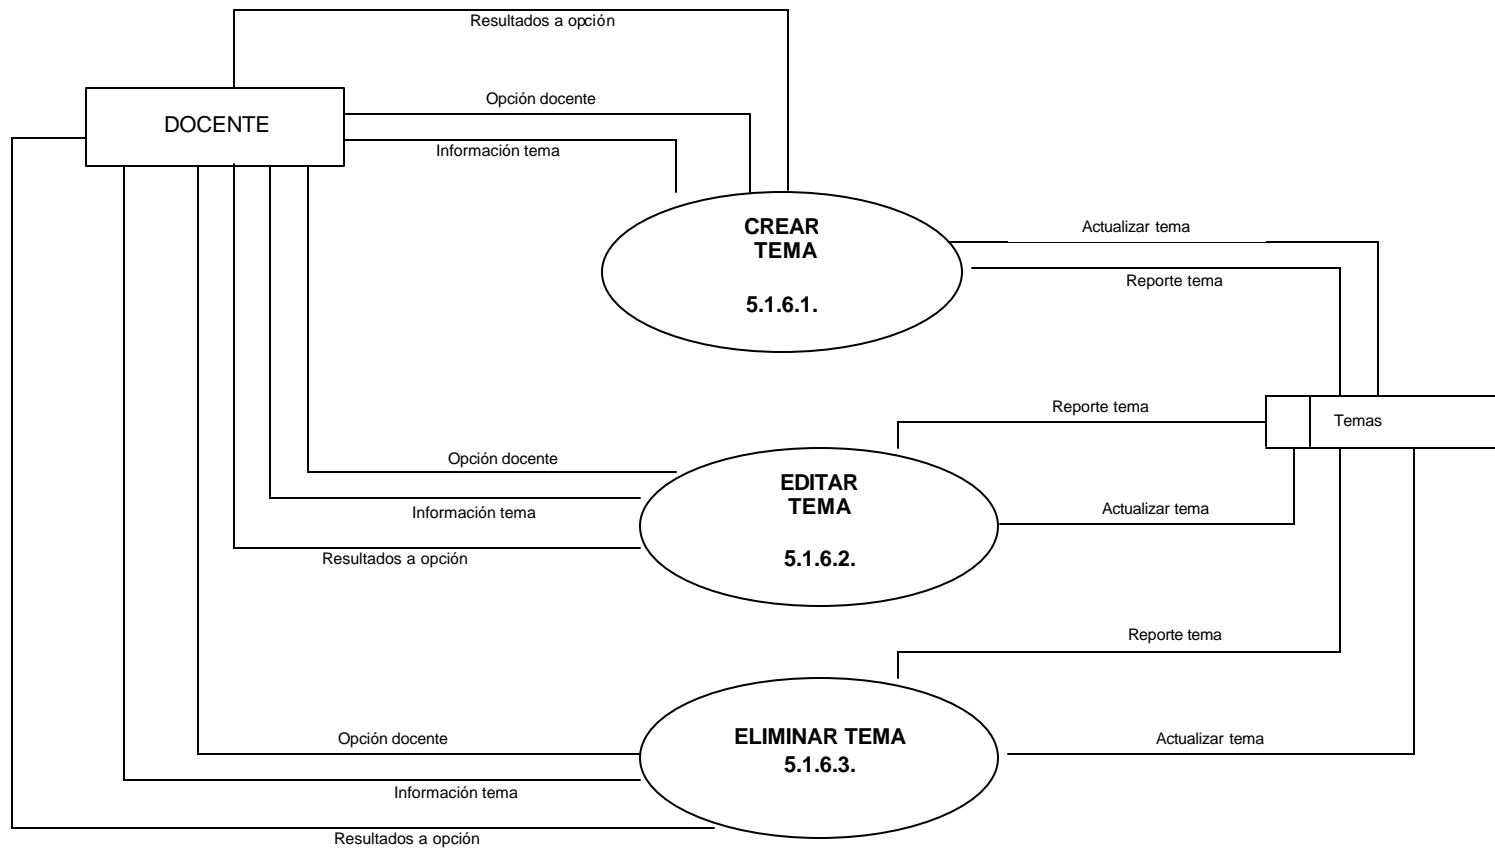 Resultados a opción
Opción docente
DOCENTE
Información tema
CREAR
TEMA
5.1.6.1.
Actualizar tema
Reporte tema
Reporte tema
Temas
Opción docente
EDITAR
TEMA
5.1.6.2.
Información tema
Actualizar tema
Resultados a opción
Reporte tema
ELIMINAR TEMA
5.1.6.3.
Opción docente
Actualizar tema
Información tema
Resultados a opción